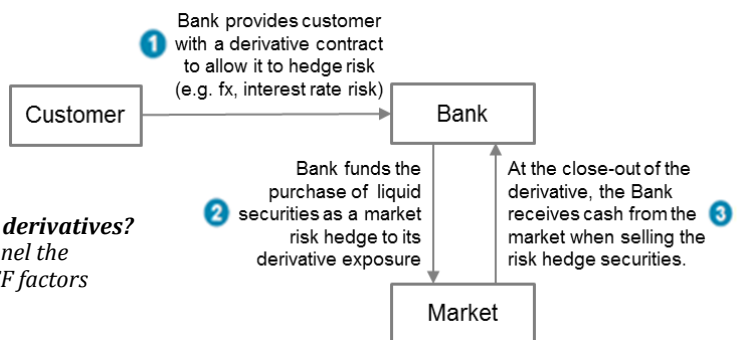 Bank provides customer
1 with a derivative contract
to allow it to hedge risk
(e.g. fx, interest rate risk)
Customer
Bank
Bank funds the
purchase of liquid
2 securities as a market
risk hedge to its
derivative exposure
At the close-out of the
derivative, the Bank
receives cash from the 3
market when selling the
risk hedge securities.
derivatives?
nel the
F factors
Market